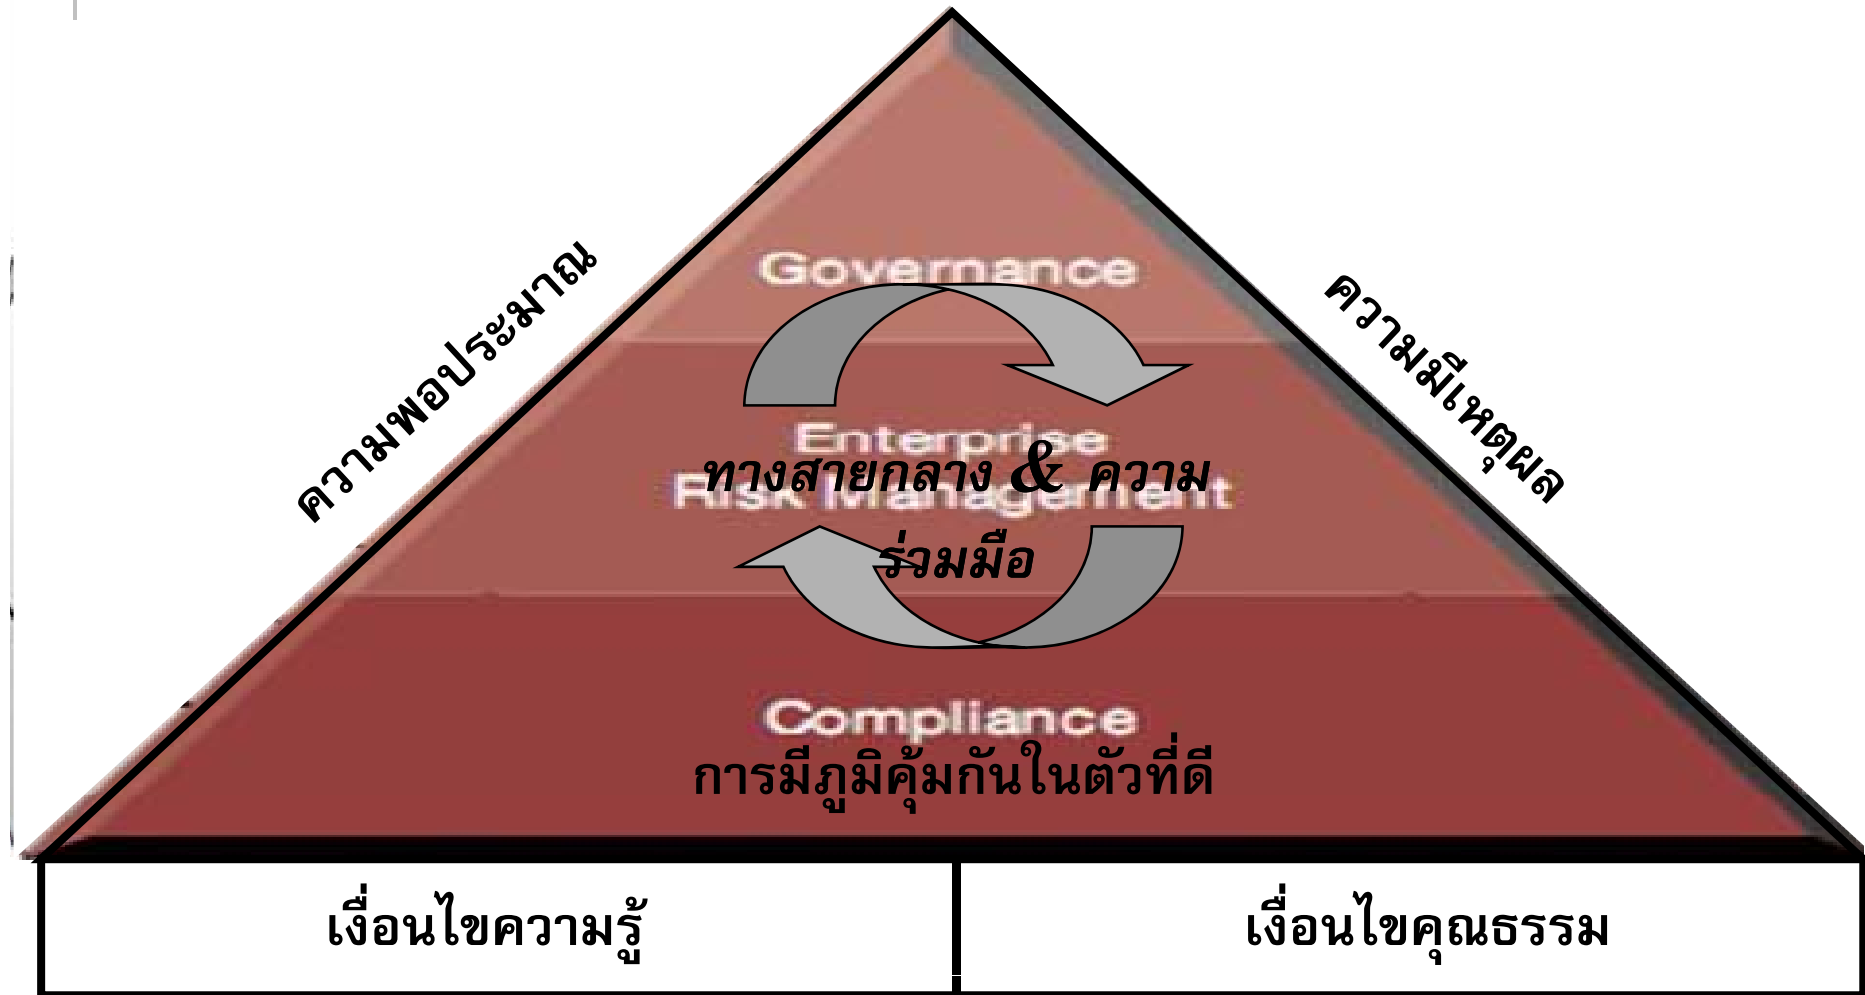 Governance
ความพอประมาณ
ความมีเหตุผล
Enterprise
Risk Management
ทางสายกลาง & ความ
ร่วมมือ
Compliance
การมีภูมิคุ้มกันในตัวที่ดี
เงื่อนไขความรู้
เงื่อนไขคุณธรรม